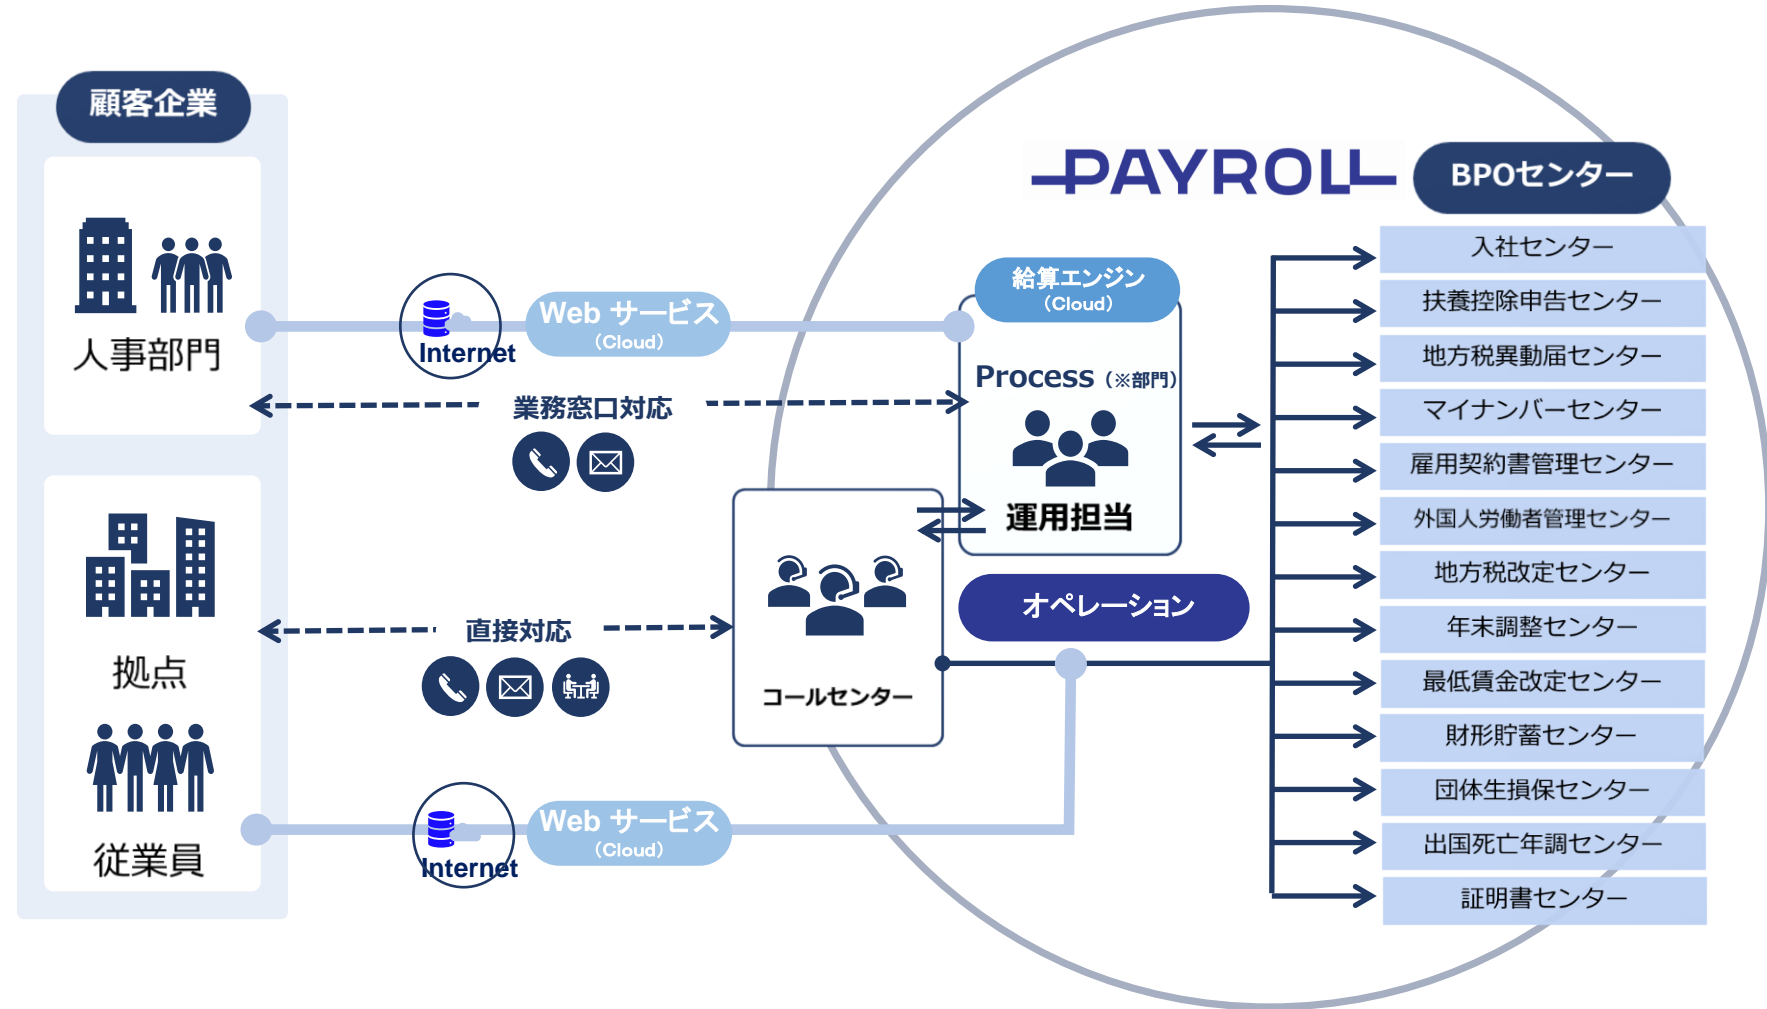 顧客企業
人事部門
拠点
従業員
Internet
Web サービス
（Cloud）
業務窓口対応
直接対応
Internet
Web サービス
（Cloud）
PAYROLL
BPOセンター
給算エンジン
（Cloud）
Process（※部門）
運用担当
コールセンター
オペレーション
入社センター
扶養控除申告センター
地方税異動届センター
マイナンバーセンター
雇用契約書管理センター
外国人労働者管理センター
地方税改定センター
年末調整センター
最低賃金改定センター
財形貯蓄センター
団体生損保センター
出国死亡年調センター
証明書センター